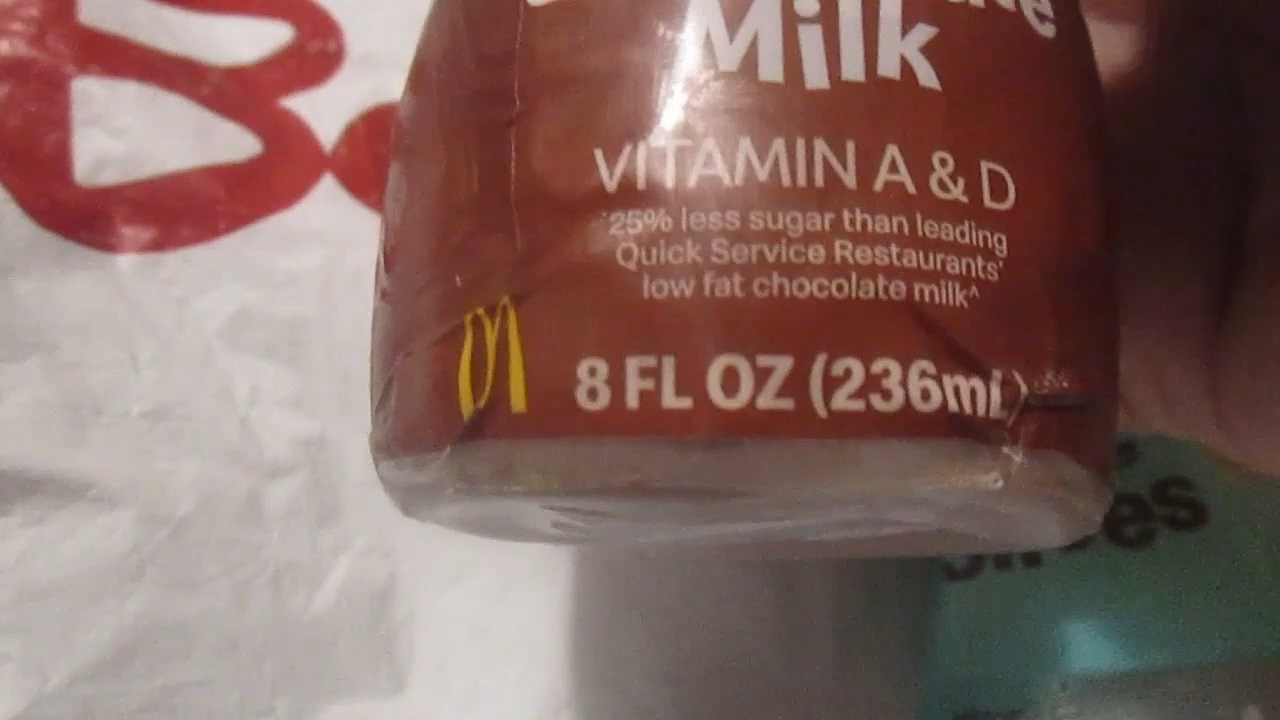 Milk
VITAMIN A & D
25% less sugar than leading
Quick Service Restaurants'
low fat chocolate milk^
8 FL OZ (236mL)